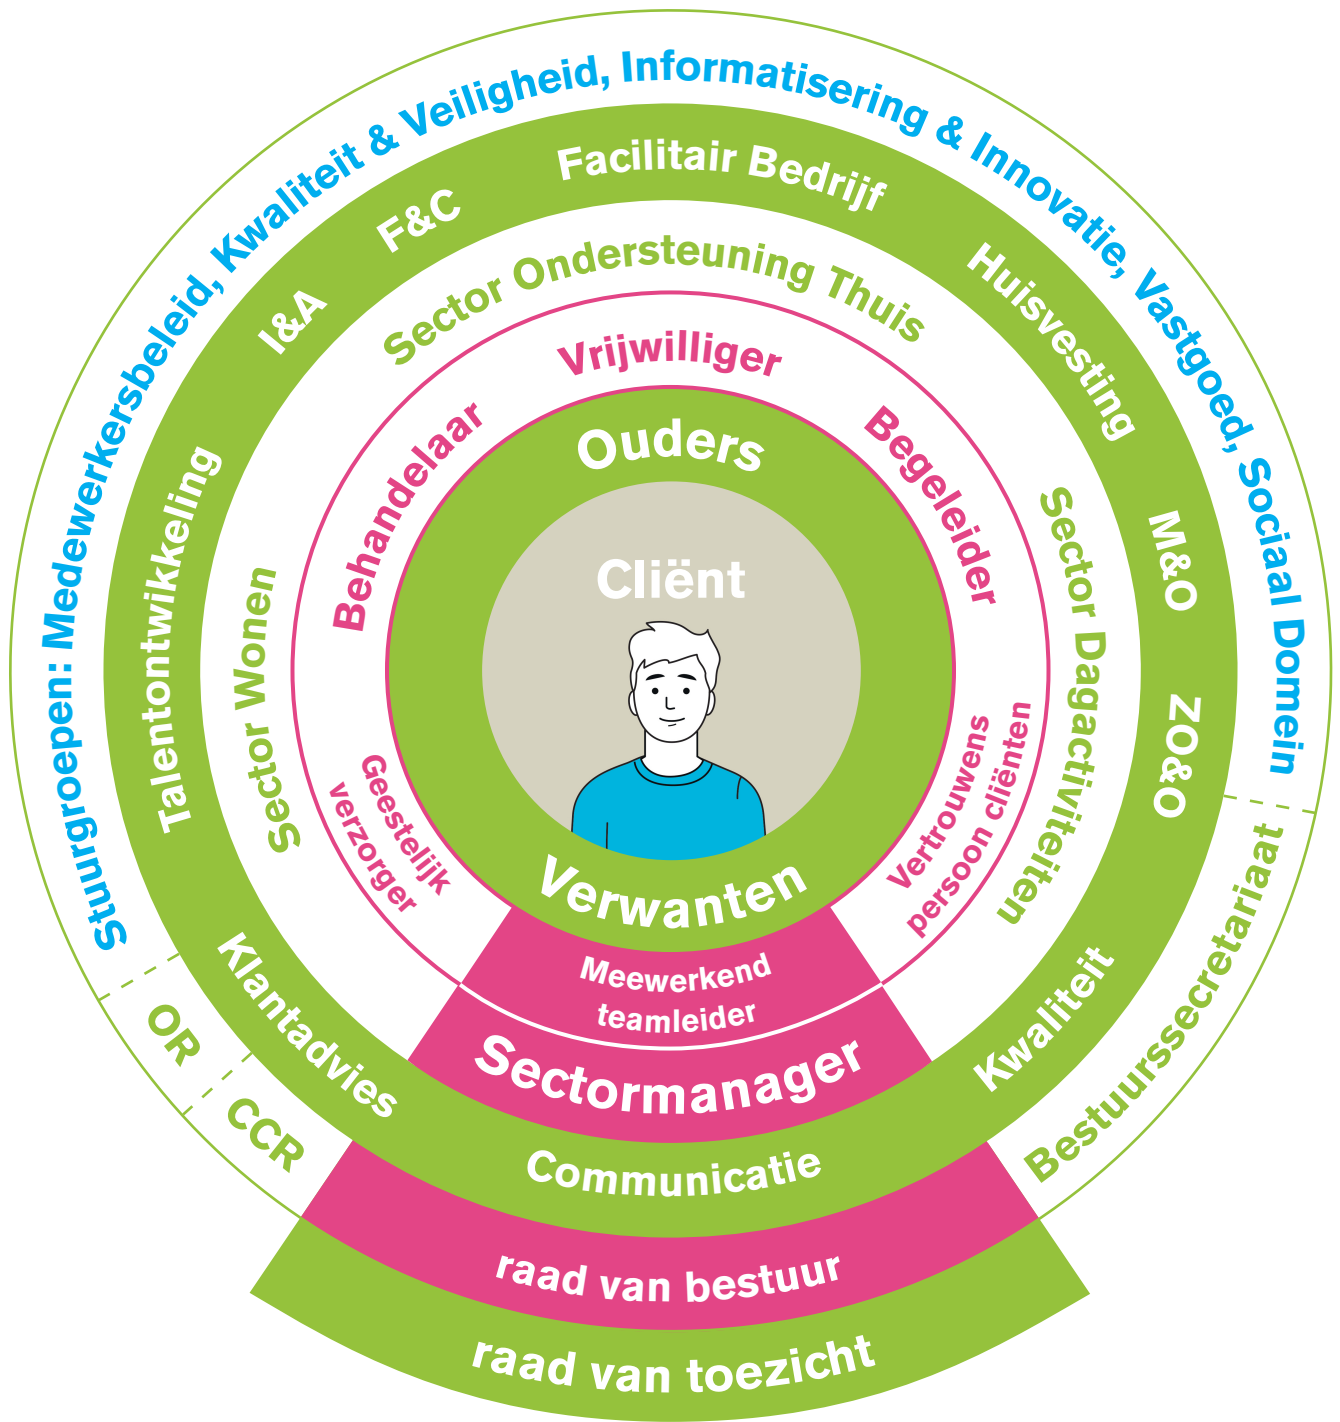 Stuurgroepen: Medewerkersbeleid, Kwaliteit & Veiligheid, Informatisering & Innovatie, Vastgoed, Sociaal Domein
Facilitair Bedrijf
F&C
I&A
Huisvesting
Talentontwikkeling
M&O
ZO&O
Sector Ondersteuning Thuis
Sector Wonen
Sector Dagactiviteiten
Vrijwilliger
Behandelaar
Begeleider
Ouders
Cliënt
Geestelijk
verzorger
Vertrouwens
persoon cliënten
Verwanten
Meewerkend
teamleider
Sectormanager
Klantadvies
Kwaliteit
Communicatie
OR
CCR
Bestuurssecretariaat
raad van bestuur
raad van toezicht